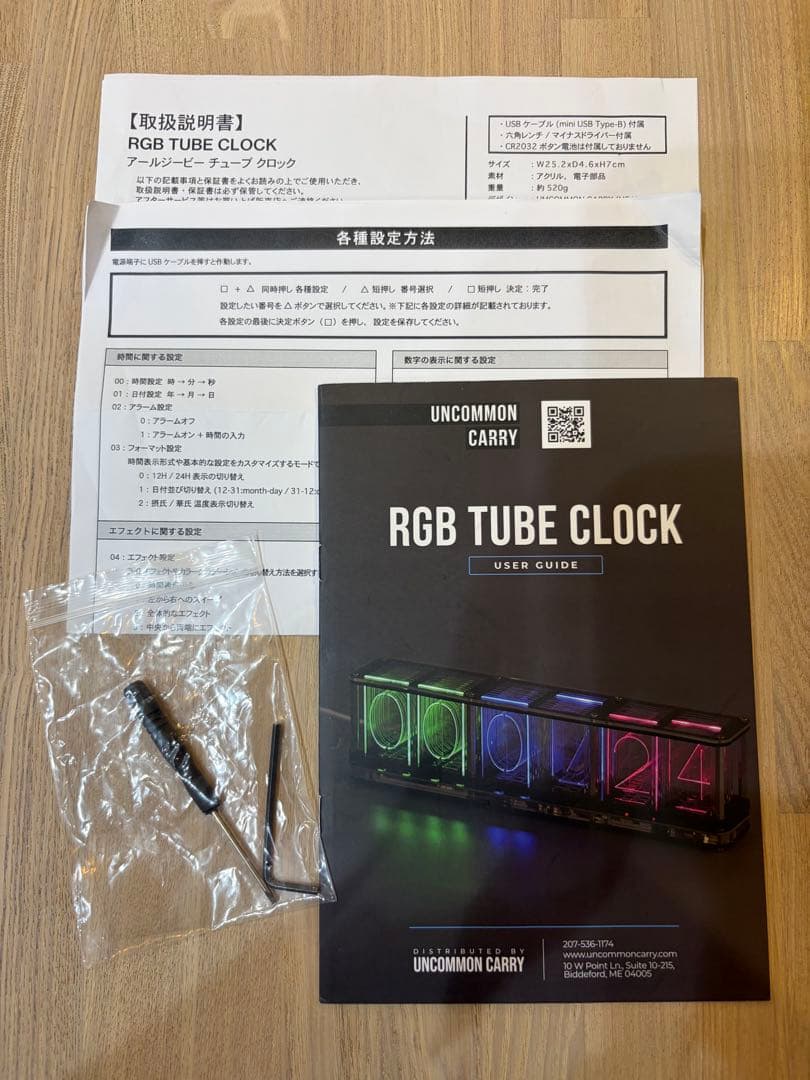 【取扱説明書】
RGB TUBE CLOCK
アールジービー チューブ クロック
以下の記載事項と保証書をよくお読みの上でご使用いただき、
取扱説明書・保証書は必ず保管してください。
・USB ケーブル (mini USB Type-B) 付属
・六角レンチ / マイナスドライバー付属
・CR2032 ボタン電池は付属しておりません
サイズ : W25.2xD4.6xH7cm
素材 : アクリル、電子部品
重量 : 約 520g
各種設定方法
電源端子に USB ケーブルを挿すと作動します。
□ + △ 同時押し 各種設定 / △ 短押し 番号選択 / □ 短押し 決定 : 完了
設定したい番号を △ ボタンで選択してください。※下記に各設定の詳細が記載されております。
各設定の最後に決定ボタン（□）を押し、設定を保存してください。
時間に関する設定
00 : 時間設定 時 → 分 → 秒
01 : 日付設定 年 → 月 → 日
02 : アラーム設定
0 : アラームオフ
1 : アラームオン + 時間の入力
03 : フォーマット設定
時間表示形式や基本的な設定をカスタマイズするモードで
0 : 12H / 24H 表示の切り替え
1 : 日付並び切り替え (12-31:month-day / 31-12:
2 : 摂氏 / 華氏 温度表示切り替え
エフェクトに関する設定
04 : エフェクト設定
い替え方法を選択す
左から右へのスイープ
全体的なエフェクト
: 中央から両端にエフェクト
数字の表示に関する設定
UNCOMMON
CARRY
RGB TUBE CLOCK
USER GUIDE
00 04 24
DISTRIBUTED BY
UNCOMMON CARRY
207-536-1174
www.uncommoncarry.com
10 W Point Ln., Suite 10-215,
Biddeford, ME 04005